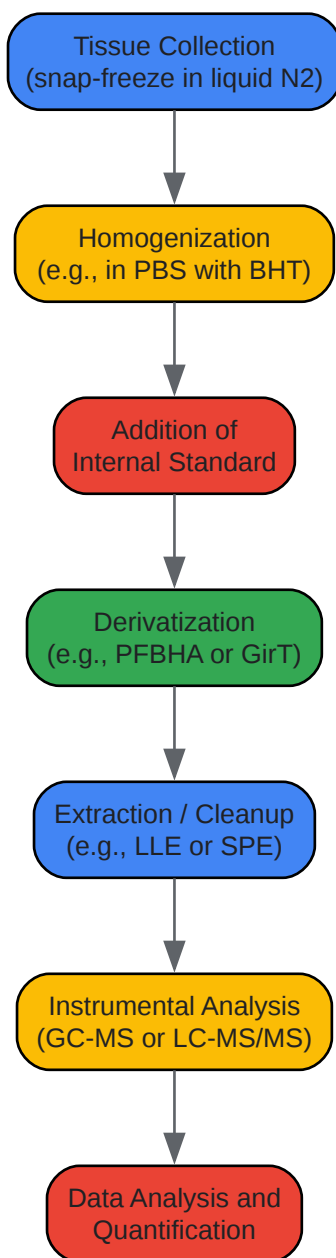 Tissue Collection
(snap-freeze in liquid N2)
Homogenization
(e.g., in PBS with BHT)
Addition of
Internal Standard
Derivatization
(e.g., PFBHA or GirT)
Extraction / Cleanup
(e.g., LLE or SPE)
Instrumental Analysis
(GC-MS or LC-MS/MS)
Data Analysis and
Quantification